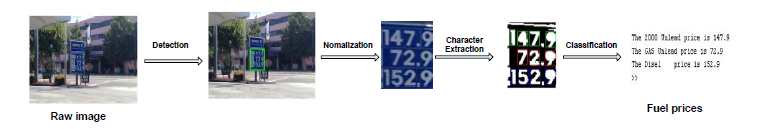 Detection
Nomalization
Character
Extraction
Classification
147.9
72.9
152.9
147.9
72.9
152.9
The 2000 Unlead price is 147.9
The GAS Unlead price is 72.9
The Disel price is 152.9
>>
Raw image
Fuel prices